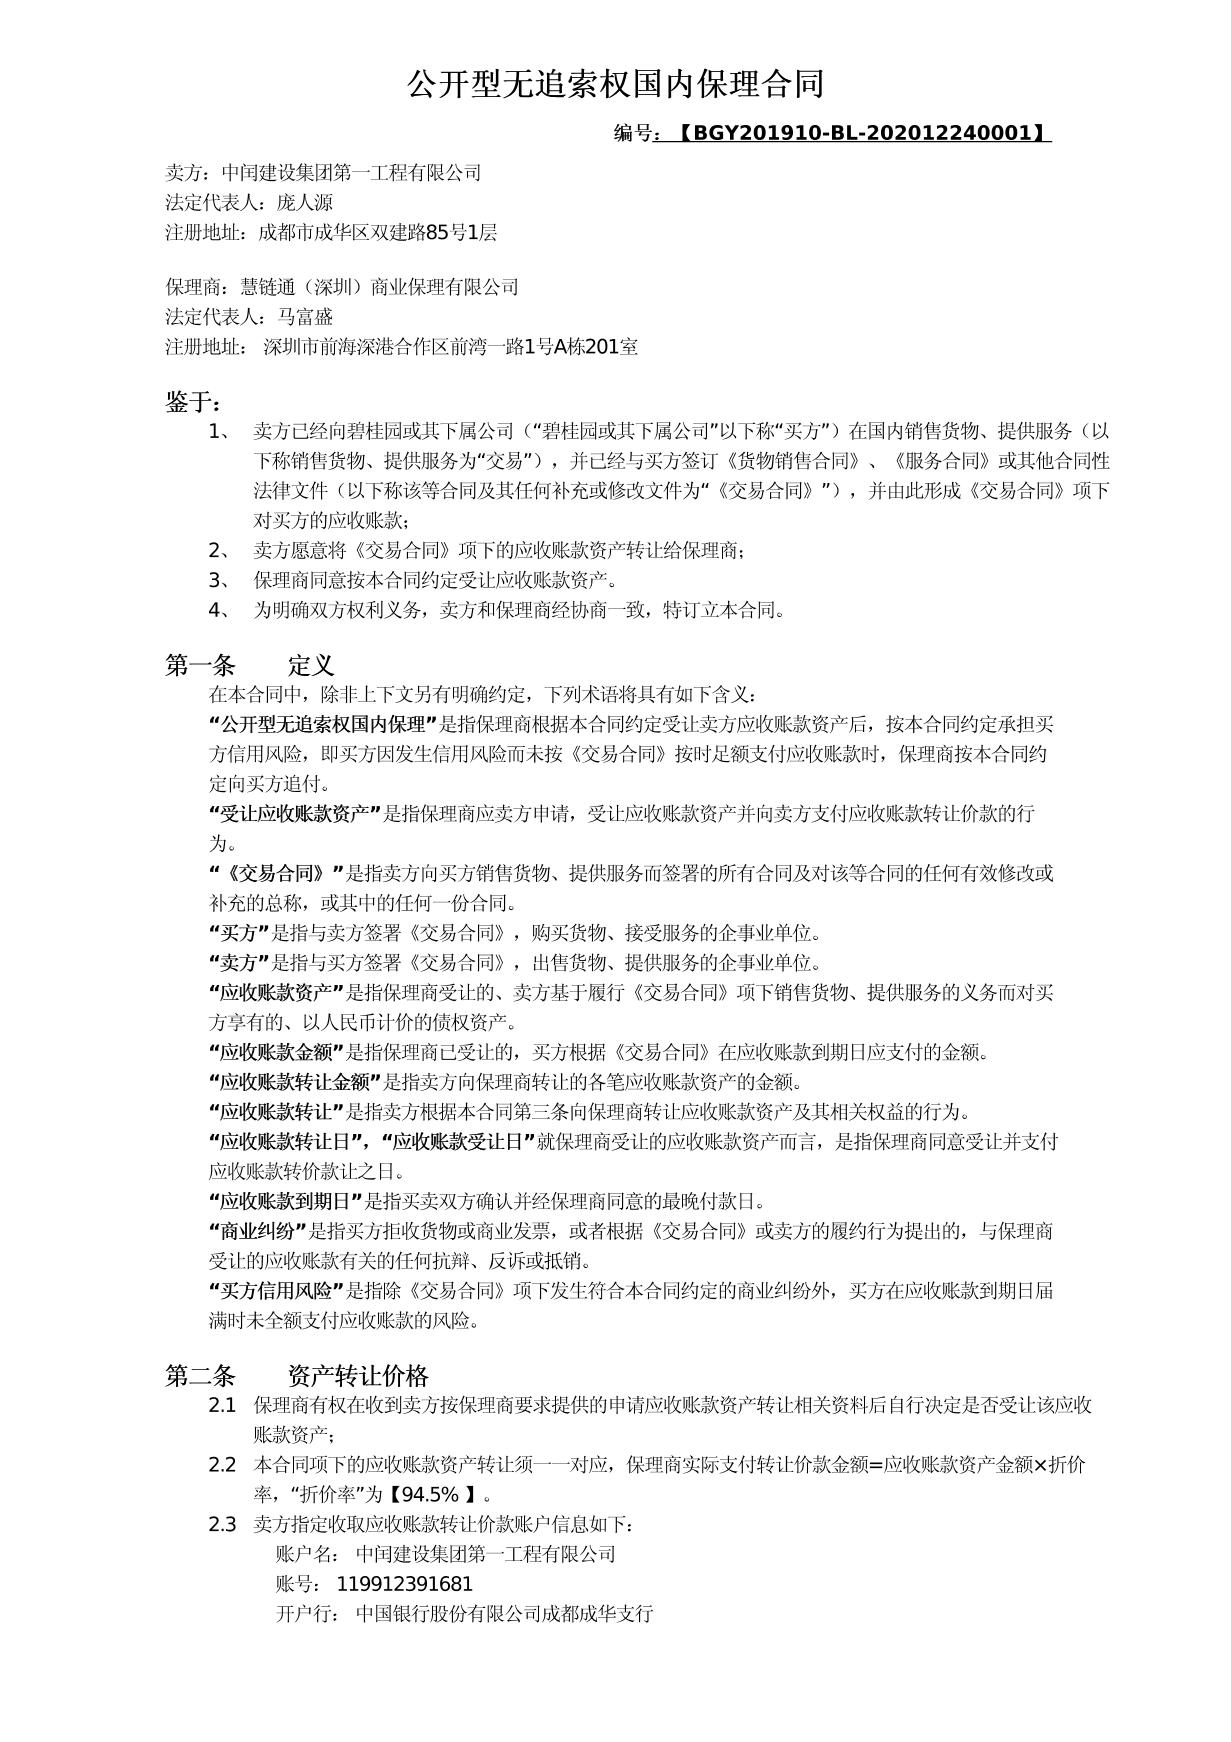 公开型无追索权国内保理合同
编号:【BGY201910-BL-202012240001】
卖方：中闰建设集团第一工程有限公司
法定代表人：庞人源
注册地址：成都市成华区双建路85号1层
保理商：慧链通（深圳）商业保理有限公司
法定代表人：马富盛
注册地址： 深圳市前海深港合作区前湾一路1号A栋201室
鉴于：
1、 卖方已经向碧桂园或其下属公司（“碧桂园或其下属公司”以下称“买方”）在国内销售货物、提供服务（以
下称销售货物、提供服务为“交易”），并已经与买方签订《货物销售合同》、《服务合同》或其他合同性
法律文件（以下称该等合同及其任何补充或修改文件为“《交易合同》”），并由此形成《交易合同》项下
对买方的应收账款；
2、 卖方愿意将《交易合同》项下的应收账款资产转让给保理商；
3、 保理商同意按本合同约定受让应收账款资产。
4、 为明确双方权利义务，卖方和保理商经协商一致，特订立本合同。
第一条 定义
在本合同中，除非上下文另有明确约定，下列术语将具有如下含义：
“公开型无追索权国内保理”是指保理商根据本合同约定受让卖方应收账款资产后，按本合同约定承担买
方信用风险，即买方因发生信用风险而未按《交易合同》按时足额支付应收账款时，保理商按本合同约
定向买方追付。
“受让应收账款资产”是指保理商应卖方申请，受让应收账款资产并向卖方支付应收账款转让价款的行
为。
“《交易合同》”是指卖方向买方销售货物、提供服务而签署的所有合同及对该等合同的任何有效修改或
补充的总称，或其中的任何一份合同。
“买方”是指与卖方签署《交易合同》，购买货物、接受服务的企事业单位。
“卖方”是指与买方签署《交易合同》，出售货物、提供服务的企事业单位。
“应收账款资产”是指保理商受让的、卖方基于履行《交易合同》项下销售货物、提供服务的义务而对买
方享有的、以人民币计价的债权资产。
“应收账款金额”是指保理商已受让的，买方根据《交易合同》在应收账款到期日应支付的金额。
“应收账款转让金额”是指卖方向保理商转让的各笔应收账款资产的金额。
“应收账款转让”是指卖方根据本合同第三条向保理商转让应收账款资产及其相关权益的行为。
“应收账款转让日”，“应收账款受让日”就保理商受让的应收账款资产而言，是指保理商同意受让并支付
应收账款转价款让之日。
“应收账款到期日”是指买卖双方确认并经保理商同意的最晚付款日。
“商业纠纷”是指买方拒收货物或商业发票，或者根据《交易合同》或卖方的履约行为提出的，与保理商
受让的应收账款有关的任何抗辩、反诉或抵销。
“买方信用风险”是指除《交易合同》项下发生符合本合同约定的商业纠纷外，买方在应收账款到期日届
满时未全额支付应收账款的风险。
第二条 资产转让价格
2.1 保理商有权在收到卖方按保理商要求提供的申请应收账款资产转让相关资料后自行决定是否受让该应收
账款资产；
2.2 本合同项下的应收账款资产转让须一一对应，保理商实际支付转让价款金额=应收账款资产金额×折价
率，“折价率”为【94.5% 】。
2.3 卖方指定收取应收账款转让价款账户信息如下：
账户名： 中闰建设集团第一工程有限公司
账号： 119912391681
开户行： 中国银行股份有限公司成都成华支行